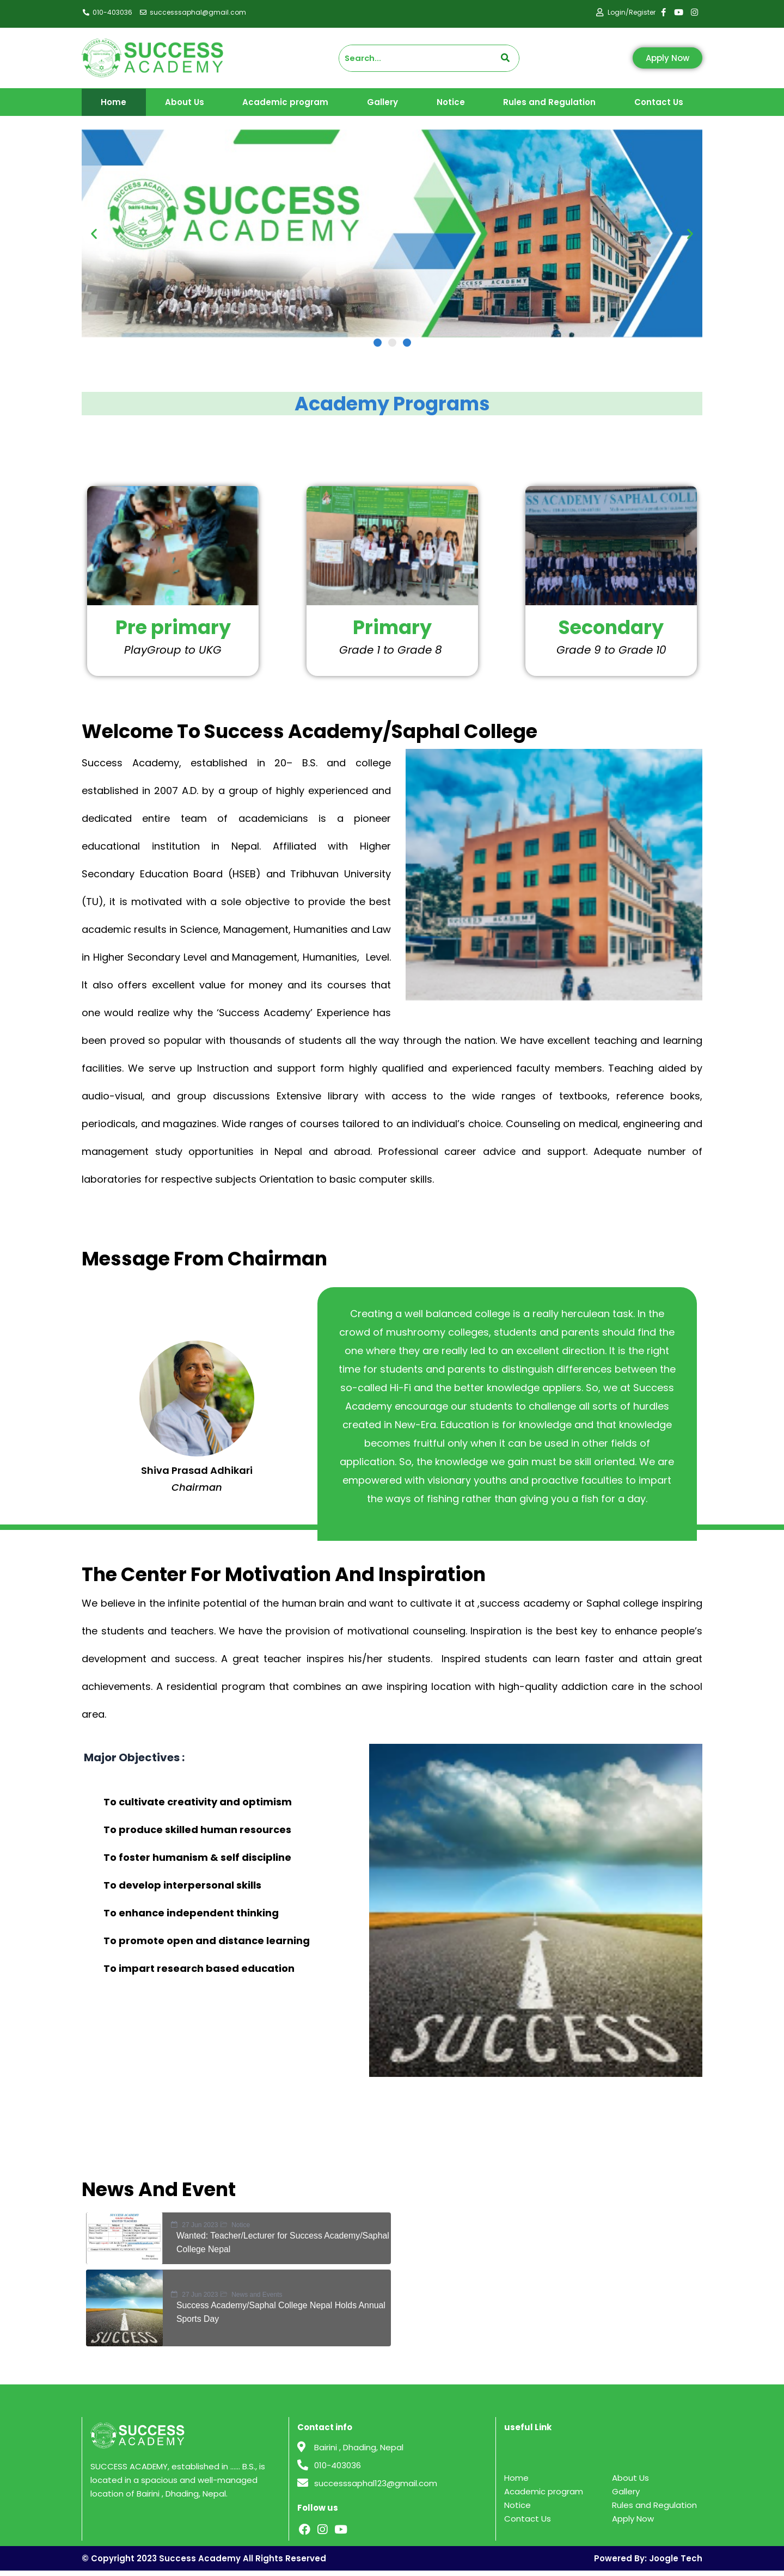 010-403036 successsaphal@gmail.com Login/Register
SUCCESS
ACADEMY
Search...
Apply Now
Home About Us Academic program Gallery Notice Rules and Regulation Contact Us
SUCCESS
ACADEMY
Academy Programs
Pre primary
PlayGroup to UKG
Primary
Grade 1 to Grade 8
SS ACADEMY / SAPHAL COLL
Secondary
Grade 9 to Grade 10
Welcome To Success Academy/Saphal College
Success Academy, established in 20– B.S. and college
established in 2007 A.D. by a group of highly experienced and
dedicated entire team of academicians is a pioneer
educational institution in Nepal. Affiliated with Higher
Secondary Education Board (HSEB) and Tribhuvan University
(TU), it is motivated with a sole objective to provide the best
academic results in Science, Management, Humanities and Law
in Higher Secondary Level and Management, Humanities, Level.
It also offers excellent value for money and its courses that
one would realize why the ‘Success Academy’ Experience has
been proved so popular with thousands of students all the way through the nation. We have excellent teaching and learning
facilities. We serve up Instruction and support form highly qualified and experienced faculty members. Teaching aided by
audio-visual, and group discussions Extensive library with access to the wide ranges of textbooks, reference books,
periodicals, and magazines. Wide ranges of courses tailored to an individual’s choice. Counseling on medical, engineering and
management study opportunities in Nepal and abroad. Professional career advice and support. Adequate number of
laboratories for respective subjects Orientation to basic computer skills.
Message From Chairman
Creating a well balanced college is a really herculean task. In the
crowd of mushroomy colleges, students and parents should find the
one where they are really led to an excellent direction. It is the right
time for students and parents to distinguish differences between the
so-called Hi-Fi and the better knowledge appliers. So, we at Success
Academy encourage our students to challenge all sorts of hurdies
created in New-Era. Education is for knowledge and that knowledge
becomes fruitful only when it can be used in other fields of
application. So, the knowledge we gain must be skill oriented. We are
empowered with visionary youths and proactive faculties to impart
the ways of fishing rather than giving you a fish for a day.
Shiva Prasad Adhikari
Chairman
The Center For Motivation And Inspiration
We believe in the infinite potential of the human brain and want to cultivate it at ,success academy or Saphal college inspiring
the students and teachers. We have the provision of motivational counseling. Inspiration is the best key to enhance people’s
development and success. A great teacher inspires his/her students. Inspired students can learn faster and attain great
achievements. A residential program that combines an awe inspiring location with high-quality addiction care in the school
area.
Major Objectives :
To cultivate creativity and optimism
To produce skilled human resources
To foster humanism & self discipline
To develop interpersonal skills
To enhance independent thinking
To promote open and distance learning
To impart research based education
SUCCESS
News And Event
27 Jun 2023 Notice
Wanted: Teacher/Lecturer for Success Academy/Saphal
College Nepal
27 Jun 2023 News and Events
Success Academy/Saphal College Nepal Holds Annual
Sports Day
SUCCESS
SUCCESS
ACADEMY
SUCCESS ACADEMY, established in ...... B.S., is
located in a spacious and well-managed
location of Bairini , Dhading, Nepal.
Contact info
Bairini , Dhading, Nepal
010-403036
successsaphal123@gmail.com
Follow us
useful Link
Home About Us
Academic program Gallery
Notice Rules and Regulation
Contact Us Apply Now
© Copyright 2023 Success Academy All Rights Reserved Powered By: Joogle Tech